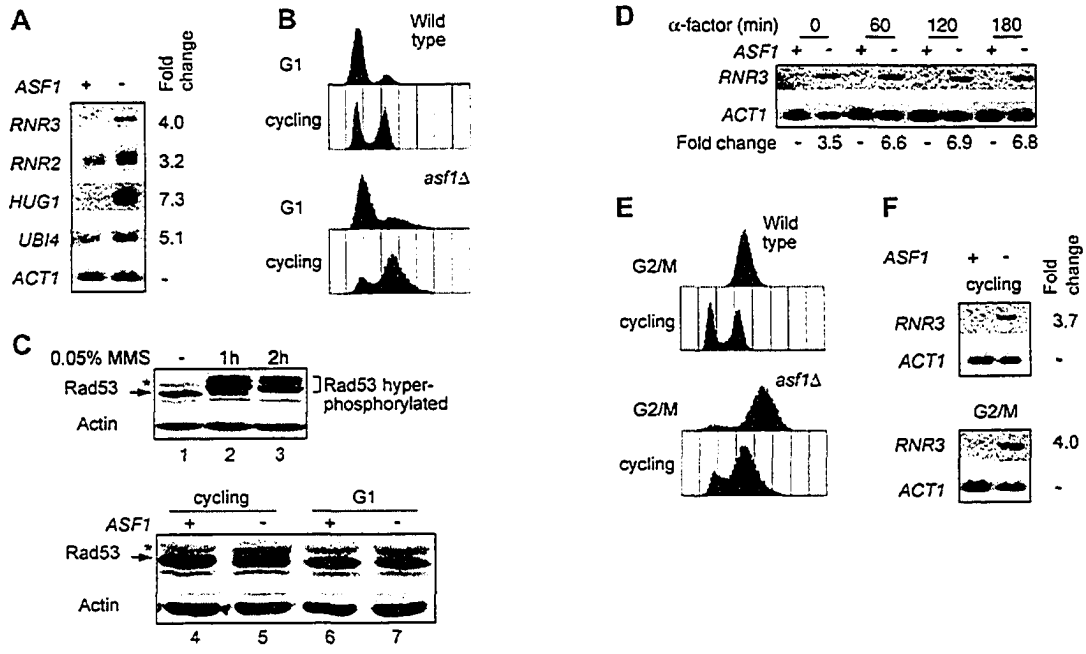 A
ASF1 + - Fold change
RNR3 4.0
RNR2 3.2
HUG1 7.3
UBI4 5.1
ACT1 -
B
Wild type
G1
cycling
asf1Δ
G1
cycling
C
0.05% MMS - 1h 2h
*
Rad53
Rad53 hyper-
phosphorylated
Actin
1 2 3
cycling G1
ASF1 + - + -
*
Rad53
Actin
4 5 6 7
D
α-factor (min) 0 60 120 180
ASF1 + - + - + - + -
RNR3
ACT1
Fold change - 3.5 - 6.6 - 6.9 - 6.8
E
Wild type
G2/M
cycling
asf1Δ
G2/M
cycling
F
ASF1 + - Fold change
cycling
RNR3 3.7
ACT1 -
G2/M
RNR3 4.0
ACT1 -